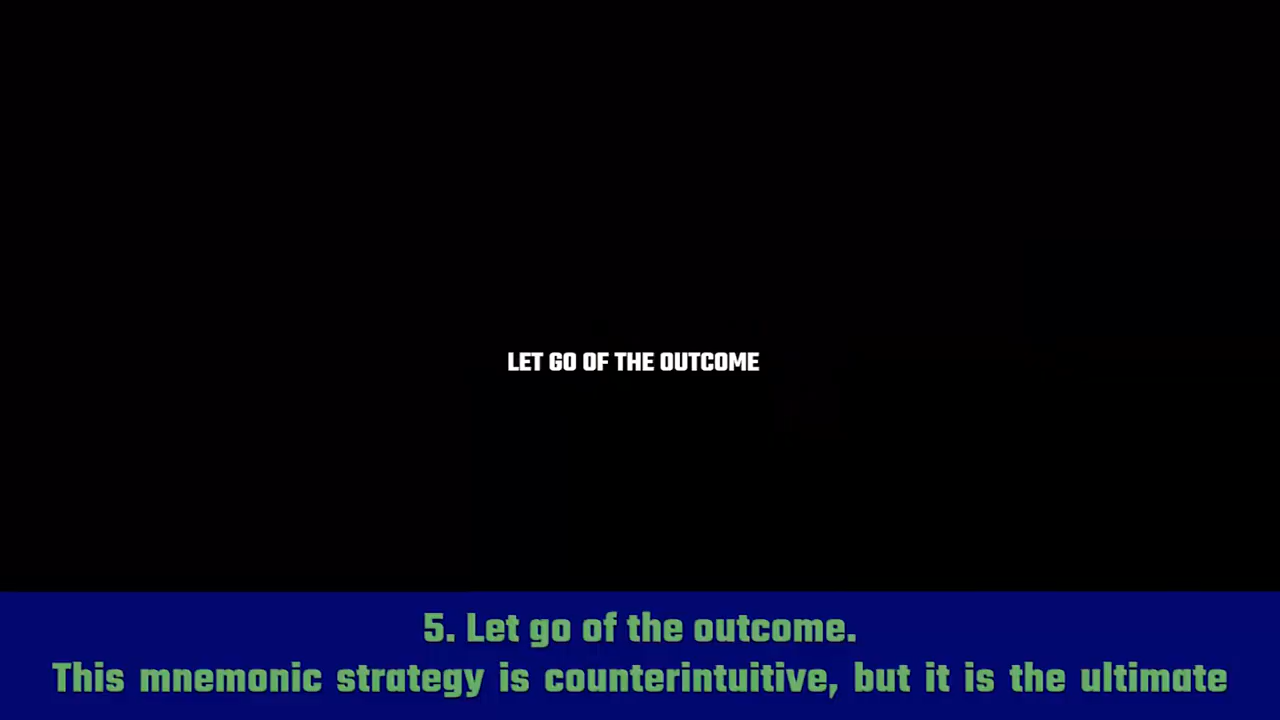 LET GO OF THE OUTCOME
5. Let go of the outcome.
This mnemonic strategy is counterintuitive, but it is the ultimate